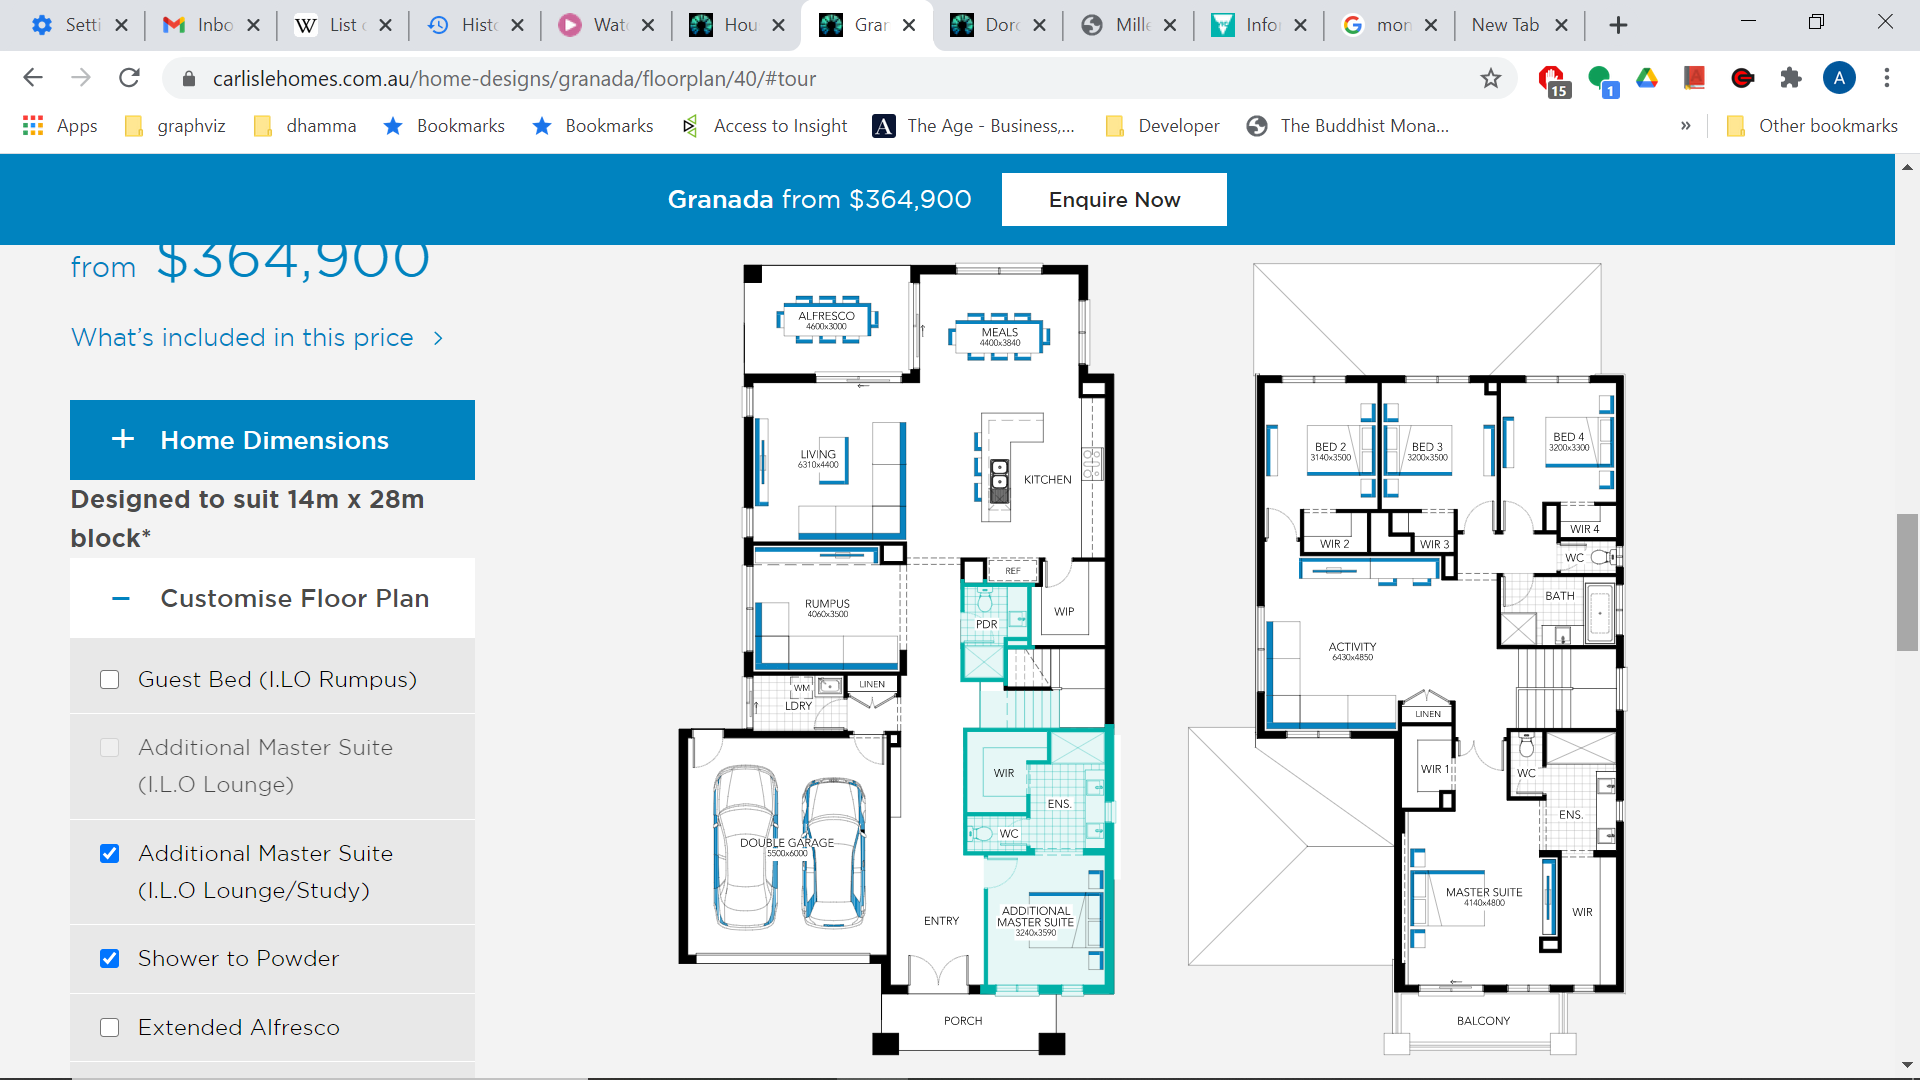 Setti
Inbo
List
Histo
Wat
Hou
Gran
Dorc
Mille
Infor
mon
New Tab
carlislehomes.com.au/home-designs/granada/floorplan/40/#tour
15
1
A
Apps
graphviz
dhamma
Bookmarks
Bookmarks
Access to Insight
The Age - Business,...
Developer
The Buddhist Mona...
»
Other bookmarks
Granada from $364,900
Enquire Now
from $364,900
What's included in this price
+ Home Dimensions
Designed to suit 14m x 28m
block*
– Customise Floor Plan
Guest Bed (I.LO Rumpus)
Additional Master Suite
(I.L.O Lounge)
Additional Master Suite
(I.L.O Lounge/Study)
Shower to Powder
Extended Alfresco
ALFRESCO
4600x3000
MEALS
4400x3840
LIVING
6310x4400
KITCHEN
REF
RUMPUS
4060x3500
PDR
WIP
WM
LINEN
LDRY
WIR
ENS.
WC
DOUBLE GARAGE
5500x6000
ENTRY
ADDITIONAL
MASTER SUITE
3240x3590
PORCH
BED 2
3140x3500
BED 3
3200x3500
BED 4
3200x3300
WIR 4
WIR 2
WIR 3
WC
BATH
ACTIVITY
6430x4850
LINEN
WIR 1
WC
ENS.
MASTER SUITE
4140x4800
WIR
BALCONY